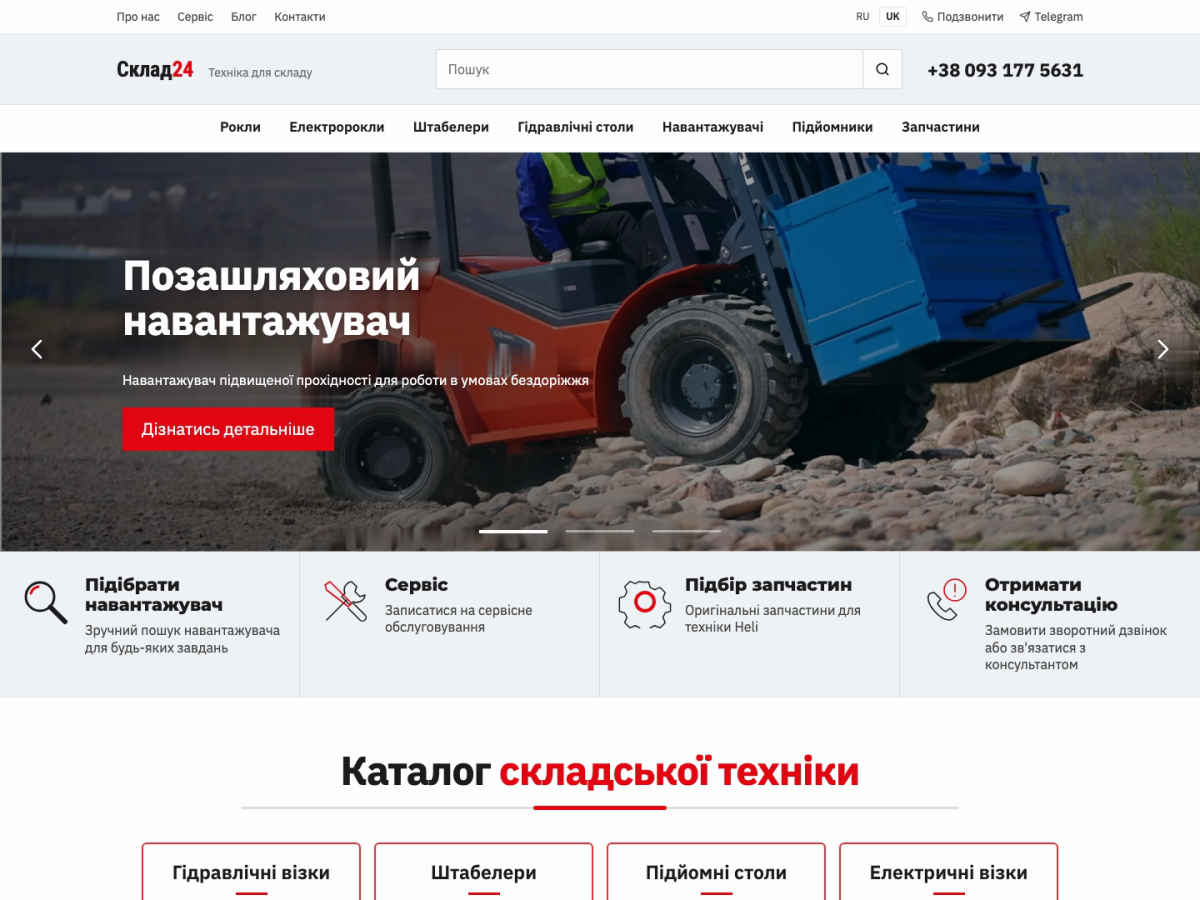 Про нас Сервіс Блог Контакти RU UK Подзвонити Telegram
Склад24 Техніка для складу Пошук +38 093 177 5631
Рокли Електророкли Штабелери Гідравлічні столи Навантажувачі Підйомники Запчастини
Позашляховий
навантажувач
Навантажувач підвищеної прохідності для роботи в умовах бездоріжжя
Дізнатись детальніше
Підібрати
навантажувач
Зручний пошук навантажувача
для будь-яких завдань
Сервіс
Записатися на сервісне
обслуговування
Підбір запчастин
Оригінальні запчастини для
техніки Heli
Отримати
консультацію
Замовити зворотний дзвінок
або зв'язатися з
консультантом
Каталог складської техніки
Гідравлічні візки Штабелери Підйомні столи Електричні візки